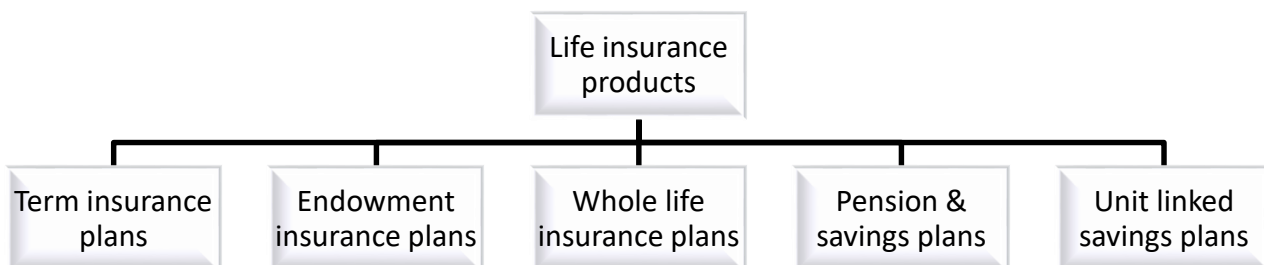 Life insurance
products
Term insurance
plans
Endowment
insurance plans
Whole life
insurance plans
Pension &
savings plans
Unit linked
savings plans